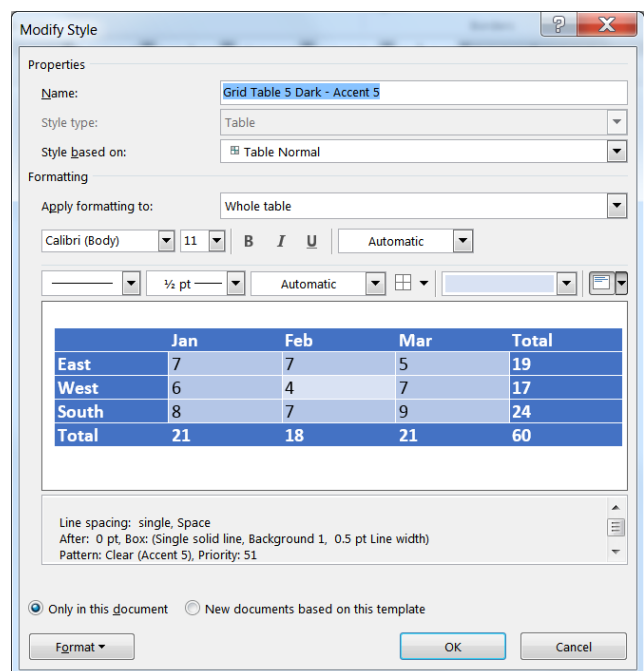 Modify Style
Properties
Name: Grid Table 5 Dark - Accent 5
Style type: Table
Style based on: Table Normal
Formatting
Apply formatting to: Whole table
Calibri (Body) 11 B I U Automatic
½ pt Automatic
Jan Feb Mar Total
East 7 7 5 19
West 6 4 7 17
South 8 7 9 24
Total 21 18 21 60
Line spacing: single, Space
After: 0 pt, Box: (Single solid line, Background 1, 0.5 pt Line width)
Pattern: Clear (Accent 5), Priority: 51
Only in this document New documents based on this template
Format OK Cancel